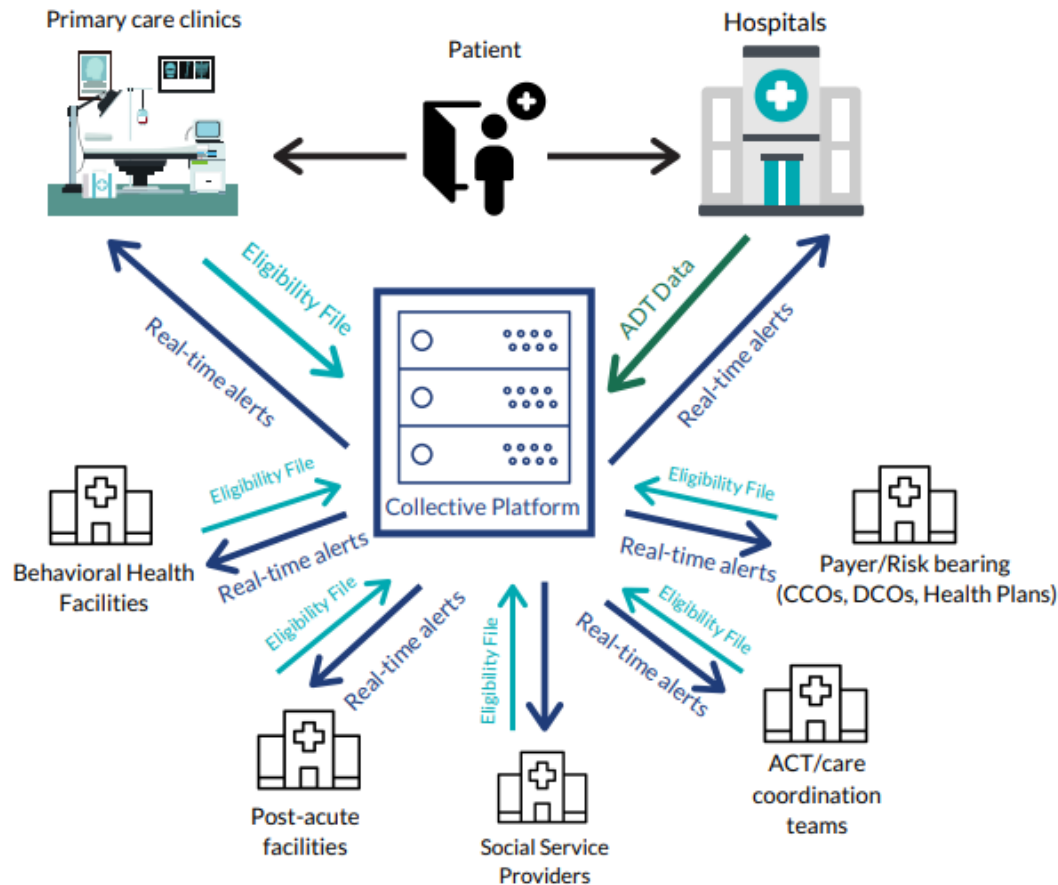 Primary care clinics
Patient
Hospitals
Eligibility File
ADT Data
Real-time alerts
Real-time alerts
Collective Platform
Eligibility File
Real-time alerts
Behavioral Health
Facilities
Eligibility File
Real-time alerts
Payer/Risk bearing
(CCOs, DCOs, Health Plans)
Eligibility File
Real-time alerts
Post-acute
facilities
Eligibility File
Social Service
Providers
Eligibility File
Real-time alerts
ACT/care
coordination
teams